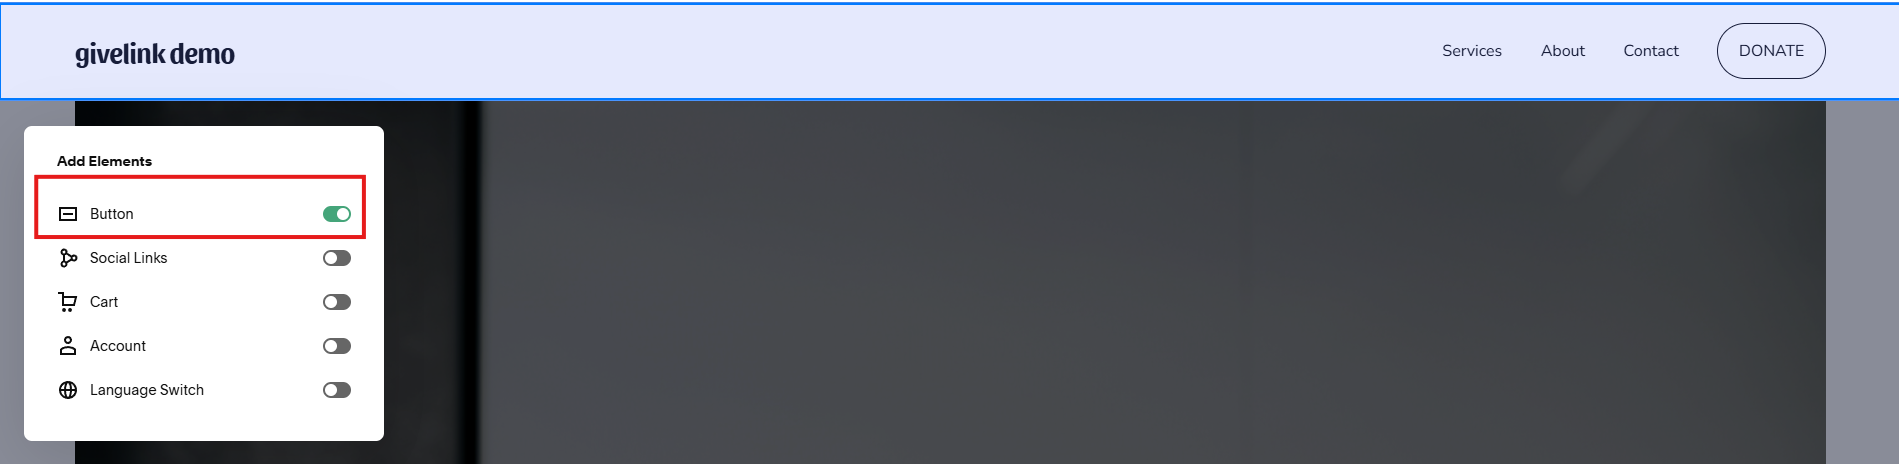 givelink demo
Services About Contact DONATE
Add Elements
Button
Social Links
Cart
Account
Language Switch